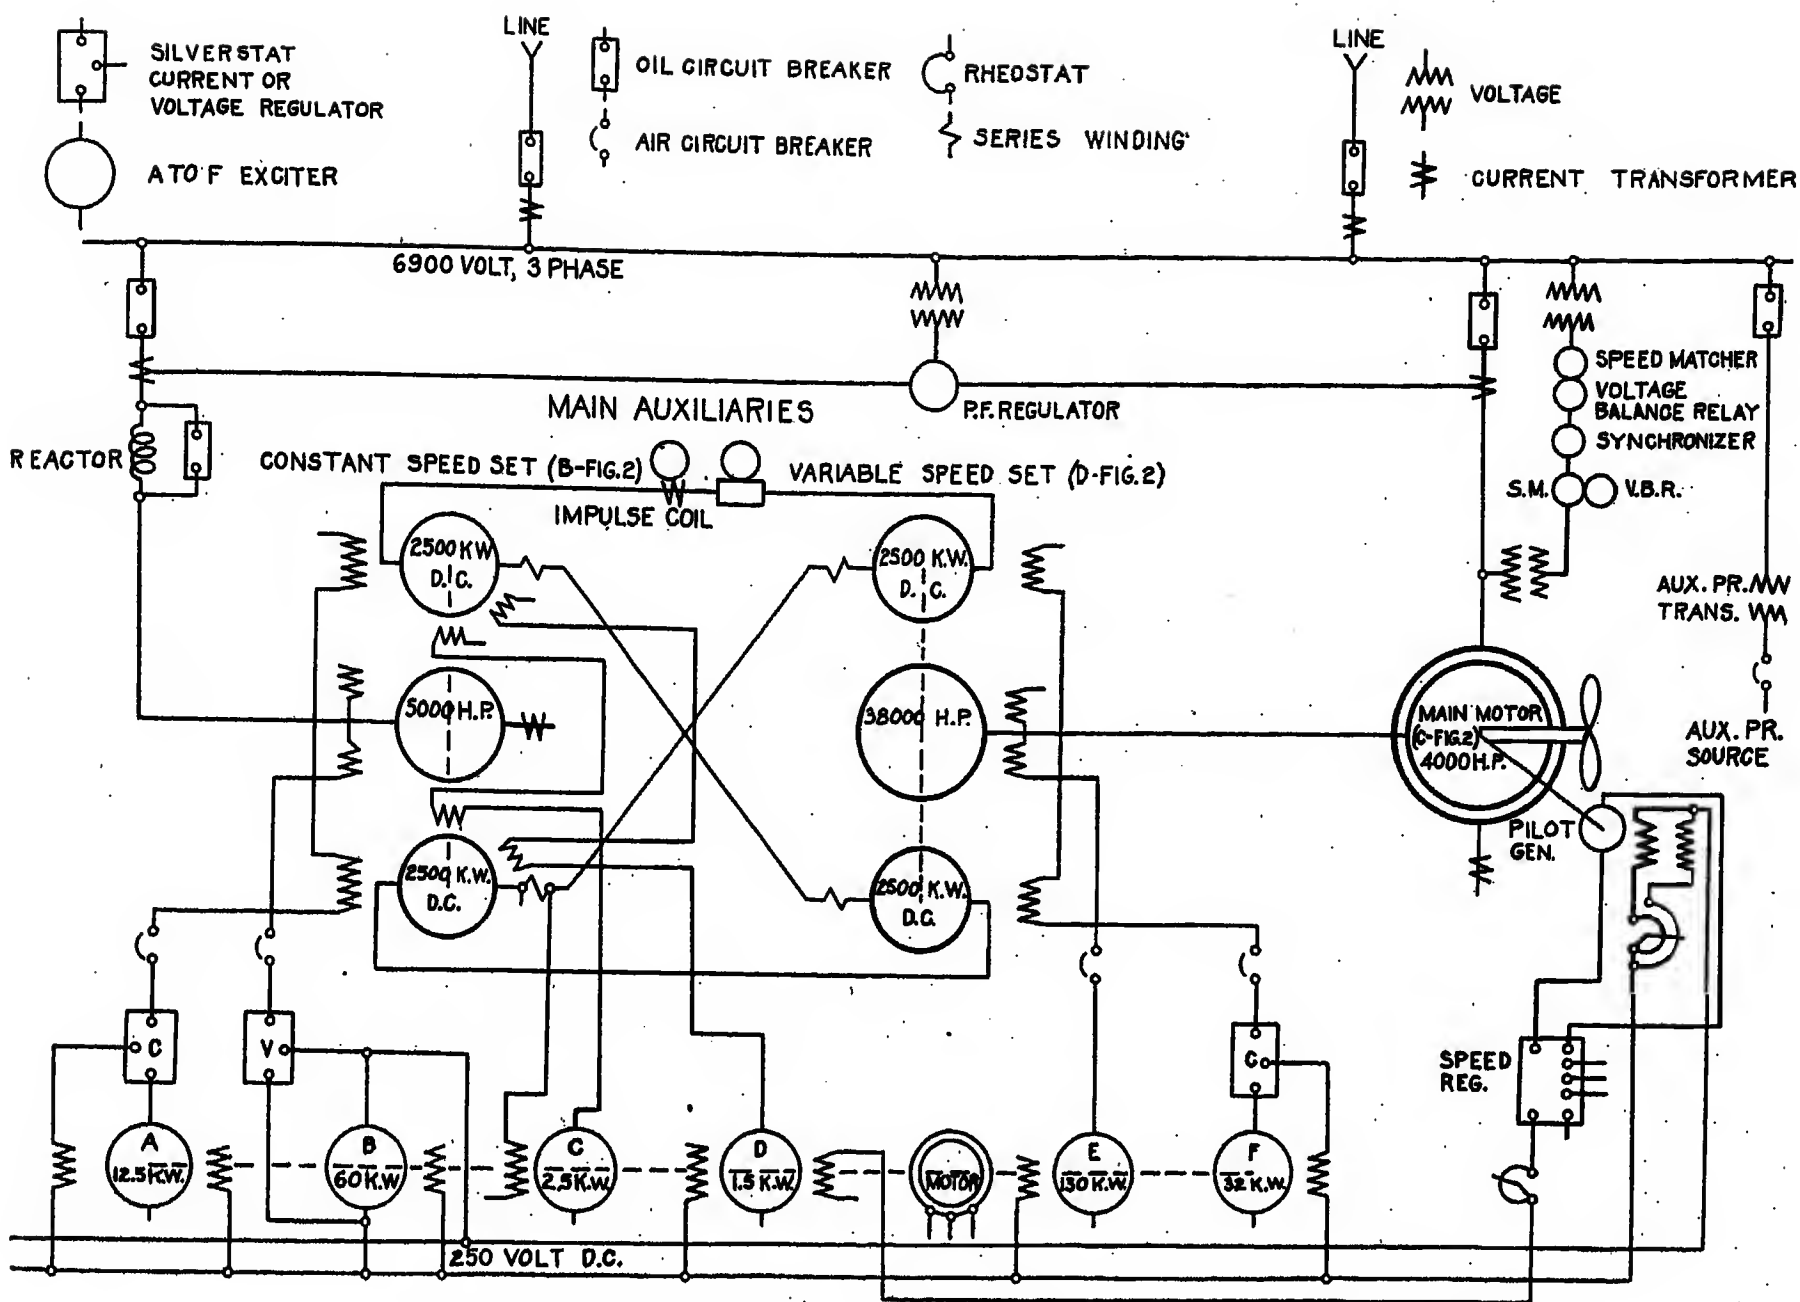 SILVERSTAT
CURRENT OR
VOLTAGE REGULATOR
A TO F EXCITER
LINE
OIL CIRCUIT BREAKER
AIR CIRCUIT BREAKER
RHEOSTAT
SERIES WINDING
LINE
VOLTAGE
CURRENT TRANSFORMER
6900 VOLT, 3 PHASE
MAIN AUXILIARIES
P.F. REGULATOR
SPEED MATCHER
VOLTAGE
BALANCE RELAY
SYNCHRONIZER
S.M.
V.B.R.
REACTOR
CONSTANT SPEED SET (B-FIG.2)
VARIABLE SPEED SET (D-FIG.2)
IMPULSE COIL
2500 KW
D.C.
2500 K.W.
D.C.
AUX. PR.
TRANS.
5000 H.P.
38000 H.P.
MAIN MOTOR
(C-FIG.2)
4000 H.P.
AUX. PR.
SOURCE
PILOT
GEN.
2500 K.W.
D.C.
2500 K.W.
D.C.
C
V
C
SPEED
REG.
A
12.5 K.W.
B
60 K.W
C
2.5 K.W.
D
1.5 K.W.
MOTOR
E
130 K.W.
F
32 K.W.
250 VOLT D.C.